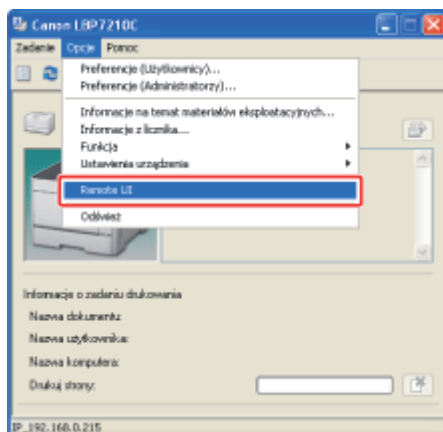 Canon LBP7210C
Zadanie Opcje Pomoc
Preferencje (Użytkownicy)...
Preferencje (Administratorzy)...
Informacje na temat materiałów eksploatacyjnych...
Informacje z licznika...
Funkcja
Ustawienia urządzenia
Remote UI
Odśwież
Informacje o zadaniu drukowania
Nazwa dokumentu:
Nazwa użytkownika:
Nazwa komputera:
Drukuj strony:
IP_192.168.0.215